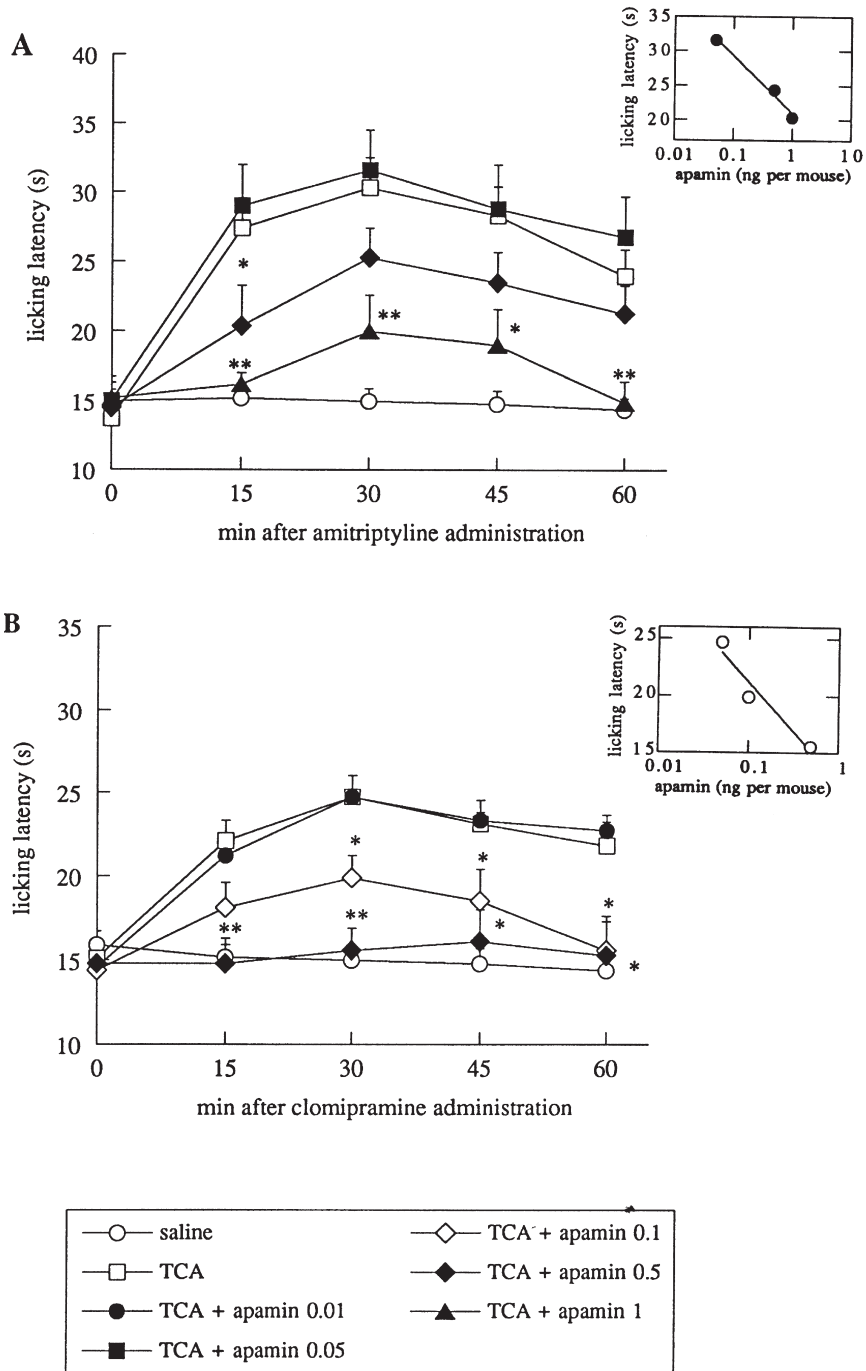 A
licking latency (s)
40
35
30
25
20
15
10
*
**
**
*
**
0 15 30 45 60
min after amitriptyline administration
licking latency (s)
35
30
25
20
0.01 0.1 1 10
apamin (ng per mouse)
B
licking latency (s)
35
30
25
20
15
10
**
*
**
*
*
*
*
0 15 30 45 60
min after clomipramine administration
licking latency (s)
25
20
15
0.01 0.1 1
apamin (ng per mouse)
saline
TCA
TCA + apamin 0.01
TCA + apamin 0.05
TCA + apamin 0.1
TCA + apamin 0.5
TCA + apamin 1